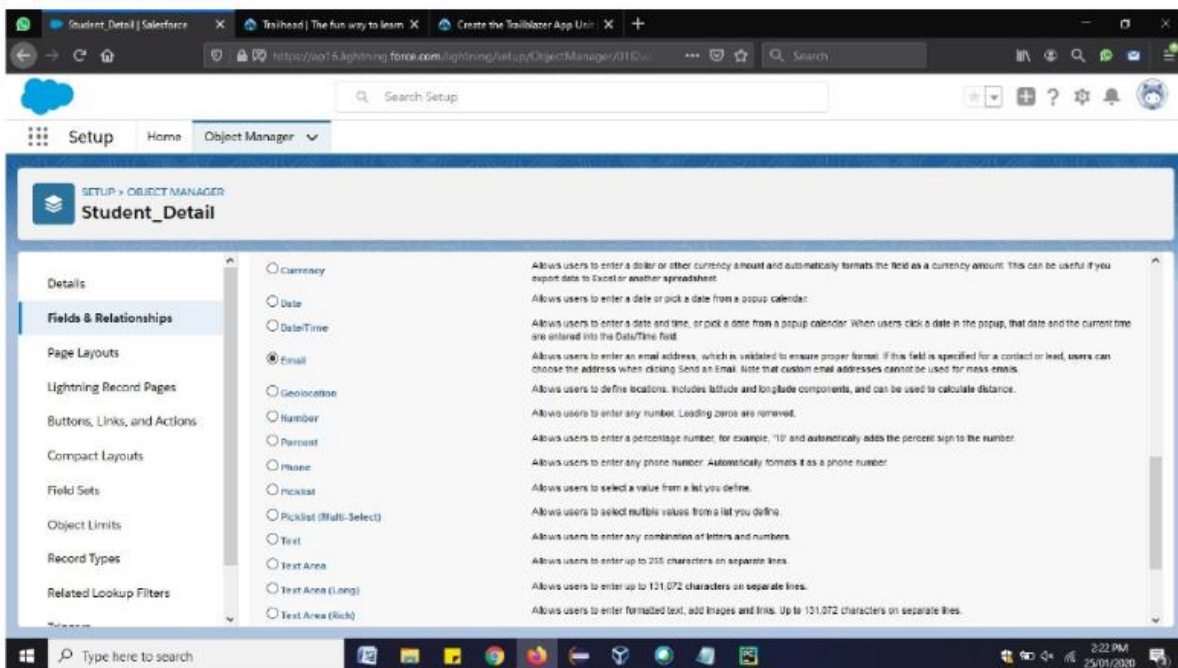 Student_Detail | Salesforce
Trailhead | The fun way to learn
Create the Trailblazer App Unit
https://ap16.lightning.force.com/lightning/setup/ObjectManager/01I2
Search
Search Setup
Setup
Home
Object Manager
SETUP > OBJECT MANAGER
Student_Detail
Details
Fields & Relationships
Page Layouts
Lightning Record Pages
Buttons, Links, and Actions
Compact Layouts
Field Sets
Object Limits
Record Types
Related Lookup Filters
Triggers
Currency
Allows users to enter a dollar or other currency amount and automatically formats the field as a currency amount. This can be useful if you
export data to Excel or another spreadsheet.
Date
Allows users to enter a date or pick a date from a popup calendar.
Date/Time
Allows users to enter a date and time, or pick a date from a popup calendar. When users click a date in the popup, that date and the current time
are entered into the Date/Time field.
Email
Allows users to enter an email address, which is validated to ensure proper format. If this field is specified for a contact or lead, users can
choose the address when clicking Send an Email. Note that custom email addresses cannot be used for mass emails.
Geolocation
Allows users to define locations. Includes latitude and longitude components, and can be used to calculate distance.
Number
Allows users to enter any number. Leading zeros are removed.
Percent
Allows users to enter a percentage number, for example, '10' and automatically adds the percent sign to the number.
Phone
Allows users to enter any phone number. Automatically formats it as a phone number.
Picklist
Allows users to select a value from a list you define.
Picklist (Multi-Select)
Allows users to select multiple values from a list you define.
Text
Allows users to enter any combination of letters and numbers.
Text Area
Allows users to enter up to 255 characters on separate lines.
Text Area (Long)
Allows users to enter up to 131,072 characters on separate lines.
Text Area (Rich)
Allows users to enter formatted text, add images and links. Up to 131,072 characters on separate lines.
Type here to search
2:22 PM
25/01/2020